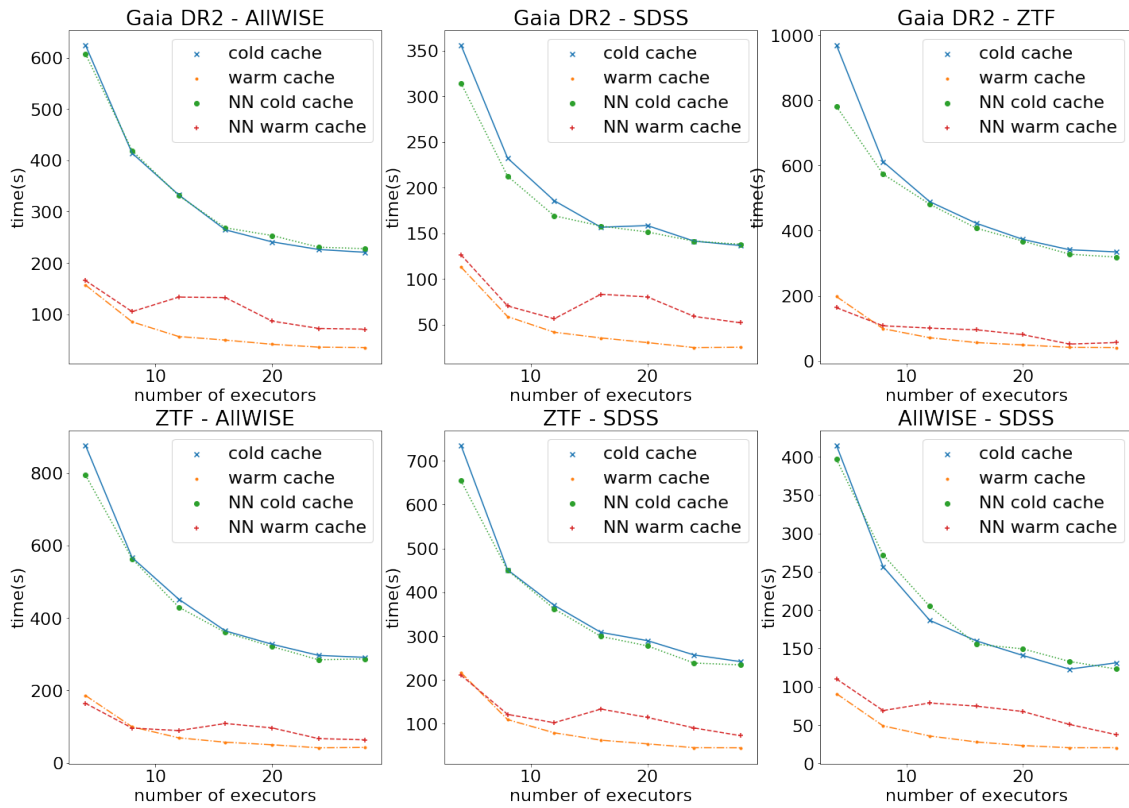 Gaia DR2 - AllWISE
600
500
400
300
200
100
time(s)
cold cache
warm cache
NN cold cache
NN warm cache
10 20
number of executors
Gaia DR2 - SDSS
350
300
250
200
150
100
50
time(s)
cold cache
warm cache
NN cold cache
NN warm cache
10 20
number of executors
Gaia DR2 - ZTF
1000
800
600
400
200
0
time(s)
cold cache
warm cache
NN cold cache
NN warm cache
10 20
number of executors
ZTF - AllWISE
800
600
400
200
0
time(s)
cold cache
warm cache
NN cold cache
NN warm cache
10 20
number of executors
ZTF - SDSS
700
600
500
400
300
200
100
time(s)
cold cache
warm cache
NN cold cache
NN warm cache
10 20
number of executors
AllWISE - SDSS
400
350
300
250
200
150
100
50
0
time(s)
cold cache
warm cache
NN cold cache
NN warm cache
10 20
number of executors